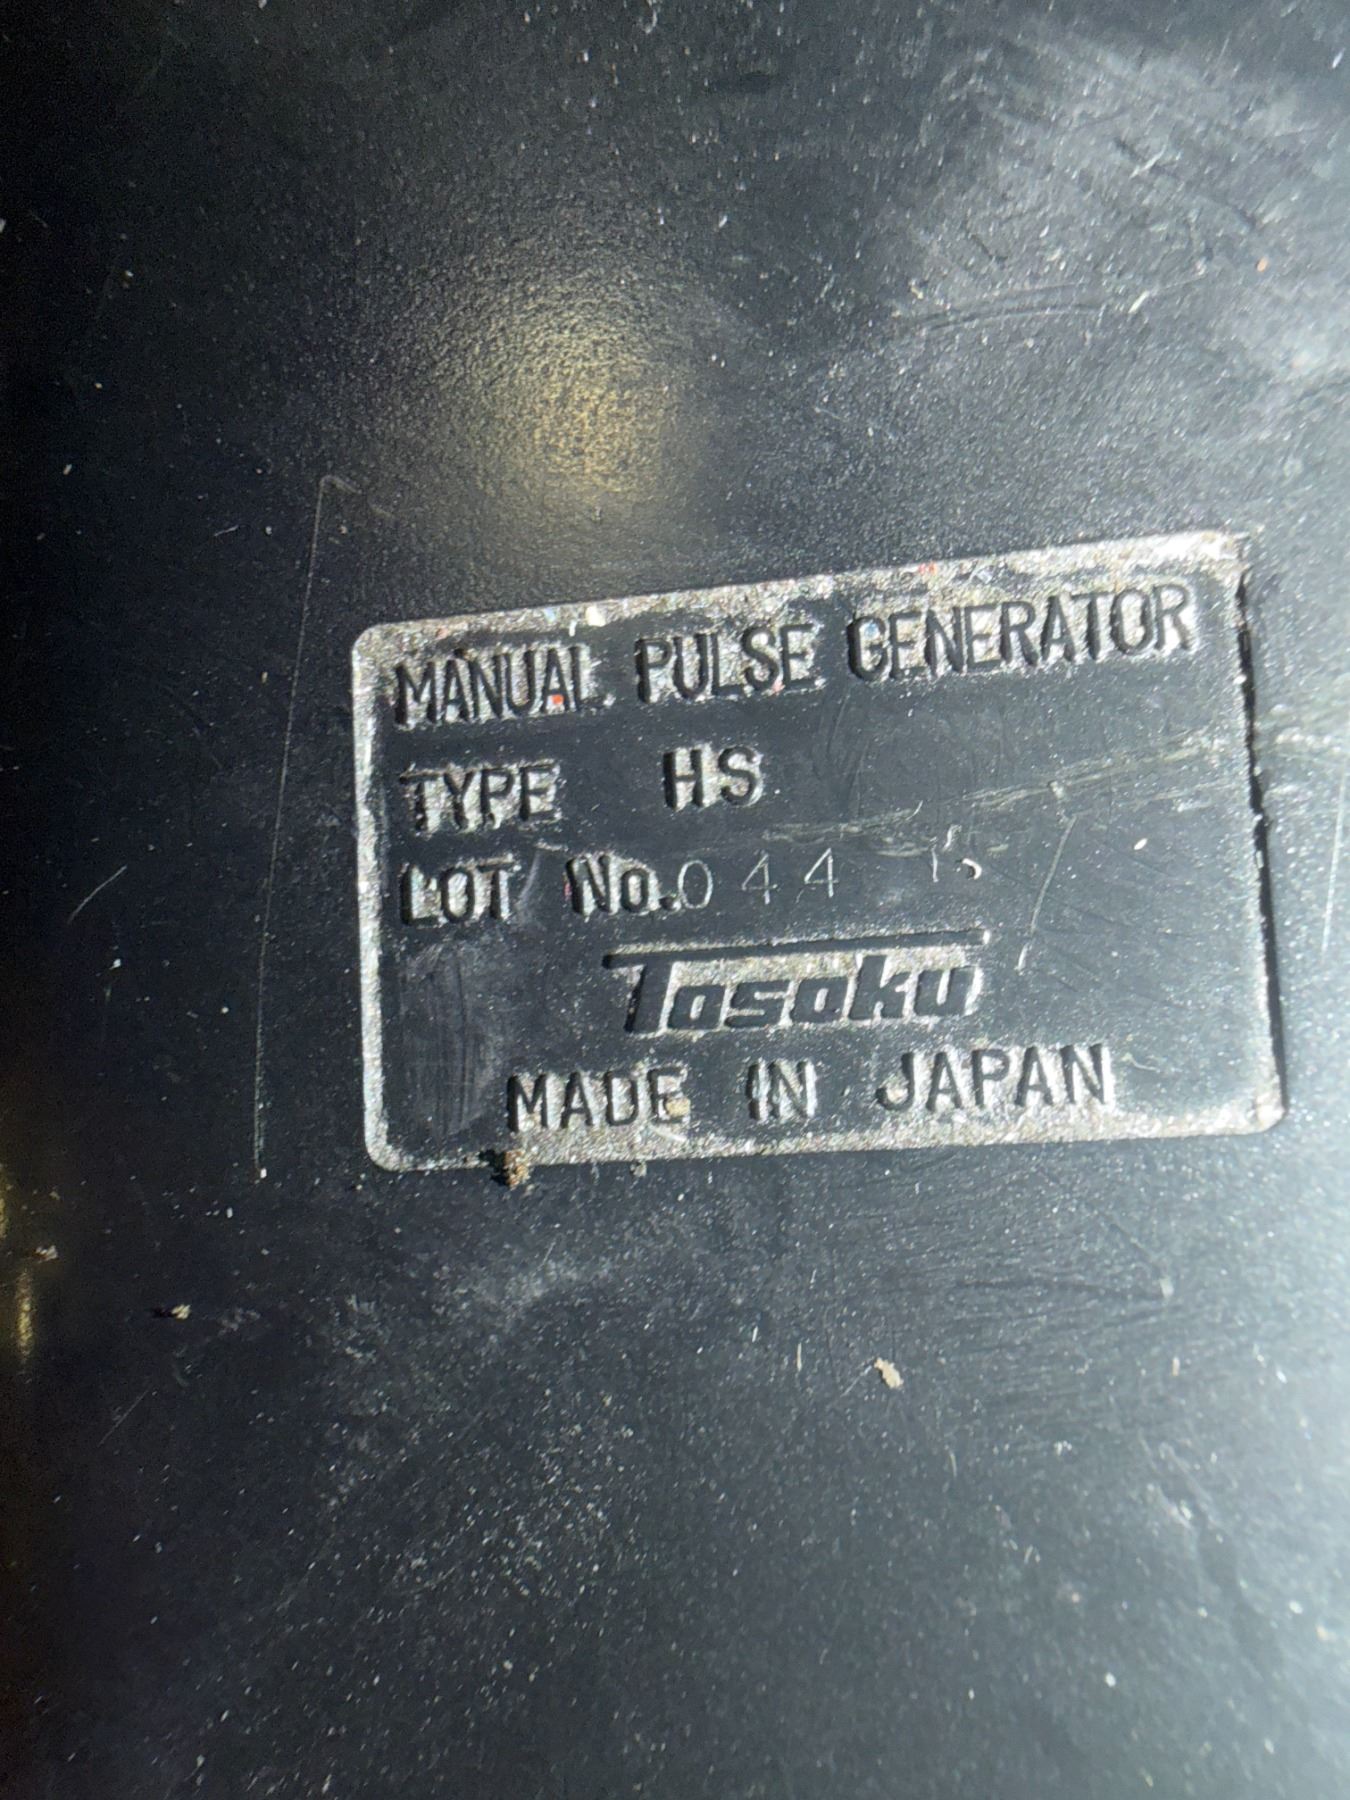 MANUAL PULSE GENERATOR
TYPE HS
LOT No. 044
Tosoku
MADE IN JAPAN